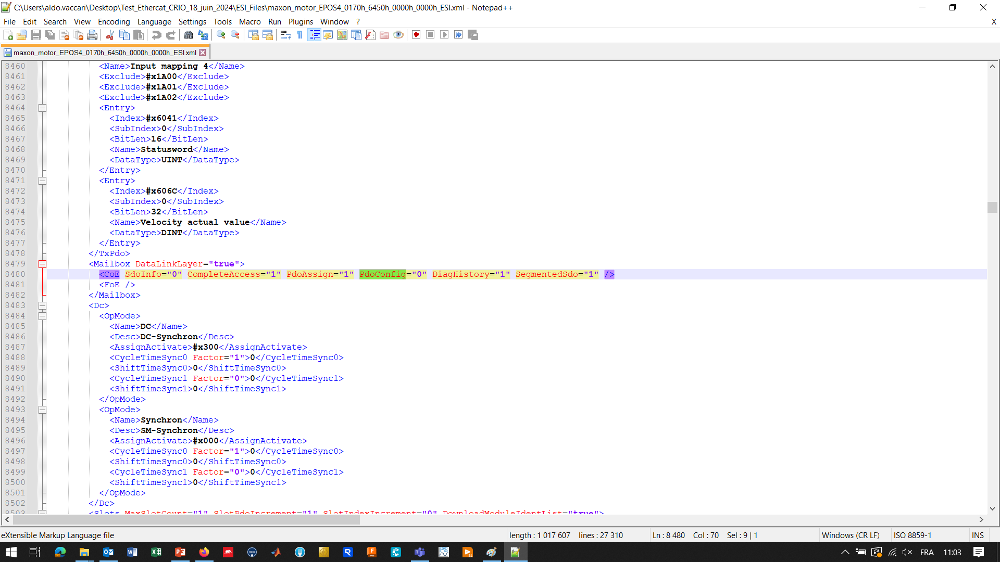 C:\Users\aldo.vaccari\Desktop\Test_Ethercat_CRIO_18_juin_2024\ESI_Files\maxon_motor_EPOS4_0170h_6450h_0000h_0000h_ESI.xml - Notepad++
File Edit Search View Encoding Language Settings Tools Macro Run Plugins Window ? X
maxon_motor_EPOS4_0170h_6450h_0000h_0000h_ESI.xml
8460 <Name>Input mapping 4</Name>
8461 <Exclude>#x1A00</Exclude>
8462 <Exclude>#x1A01</Exclude>
8463 <Exclude>#x1A02</Exclude>
8464 <Entry>
8465 <Index>#x6041</Index>
8466 <SubIndex>0</SubIndex>
8467 <BitLen>16</BitLen>
8468 <Name>Statusword</Name>
8469 <DataType>UINT</DataType>
8470 </Entry>
8471 <Entry>
8472 <Index>#x606C</Index>
8473 <SubIndex>0</SubIndex>
8474 <BitLen>32</BitLen>
8475 <Name>Velocity actual value</Name>
8476 <DataType>DINT</DataType>
8477 </Entry>
8478 </TxPdo>
8479 <Mailbox DataLinkLayer="true">
8480 <CoE SdoInfo="0" CompleteAccess="1" PdoAssign="1" PdoConfig="0" DiagHistory="1" SegmentedSdo="1" />
8481 <FoE />
8482 </Mailbox>
8483 <Dc>
8484 <OpMode>
8485 <Name>DC</Name>
8486 <Desc>DC-Synchron</Desc>
8487 <AssignActivate>#x300</AssignActivate>
8488 <CycleTimeSync0 Factor="1">0</CycleTimeSync0>
8489 <ShiftTimeSync0>0</ShiftTimeSync0>
8490 <CycleTimeSync1 Factor="0">0</CycleTimeSync1>
8491 <ShiftTimeSync1>0</ShiftTimeSync1>
8492 </OpMode>
8493 <OpMode>
8494 <Name>Synchron</Name>
8495 <Desc>SM-Synchron</Desc>
8496 <AssignActivate>#x000</AssignActivate>
8497 <CycleTimeSync0 Factor="1">0</CycleTimeSync0>
8498 <ShiftTimeSync0>0</ShiftTimeSync0>
8499 <CycleTimeSync1 Factor="0">0</CycleTimeSync1>
8500 <ShiftTimeSync1>0</ShiftTimeSync1>
8501 </OpMode>
8502 </Dc>
8503 <Slots MaxSlotCount="1" SlotPdoIncrement="1" SlotIndexIncrement="0" DownloadModuleIdentList="true">
eXtensible Markup Language file length : 1 017 607 lines : 27 310 Ln : 8 480 Col : 70 Sel : 9 | 1 Windows (CR LF) ISO 8859-1 INS
FRA 11:03